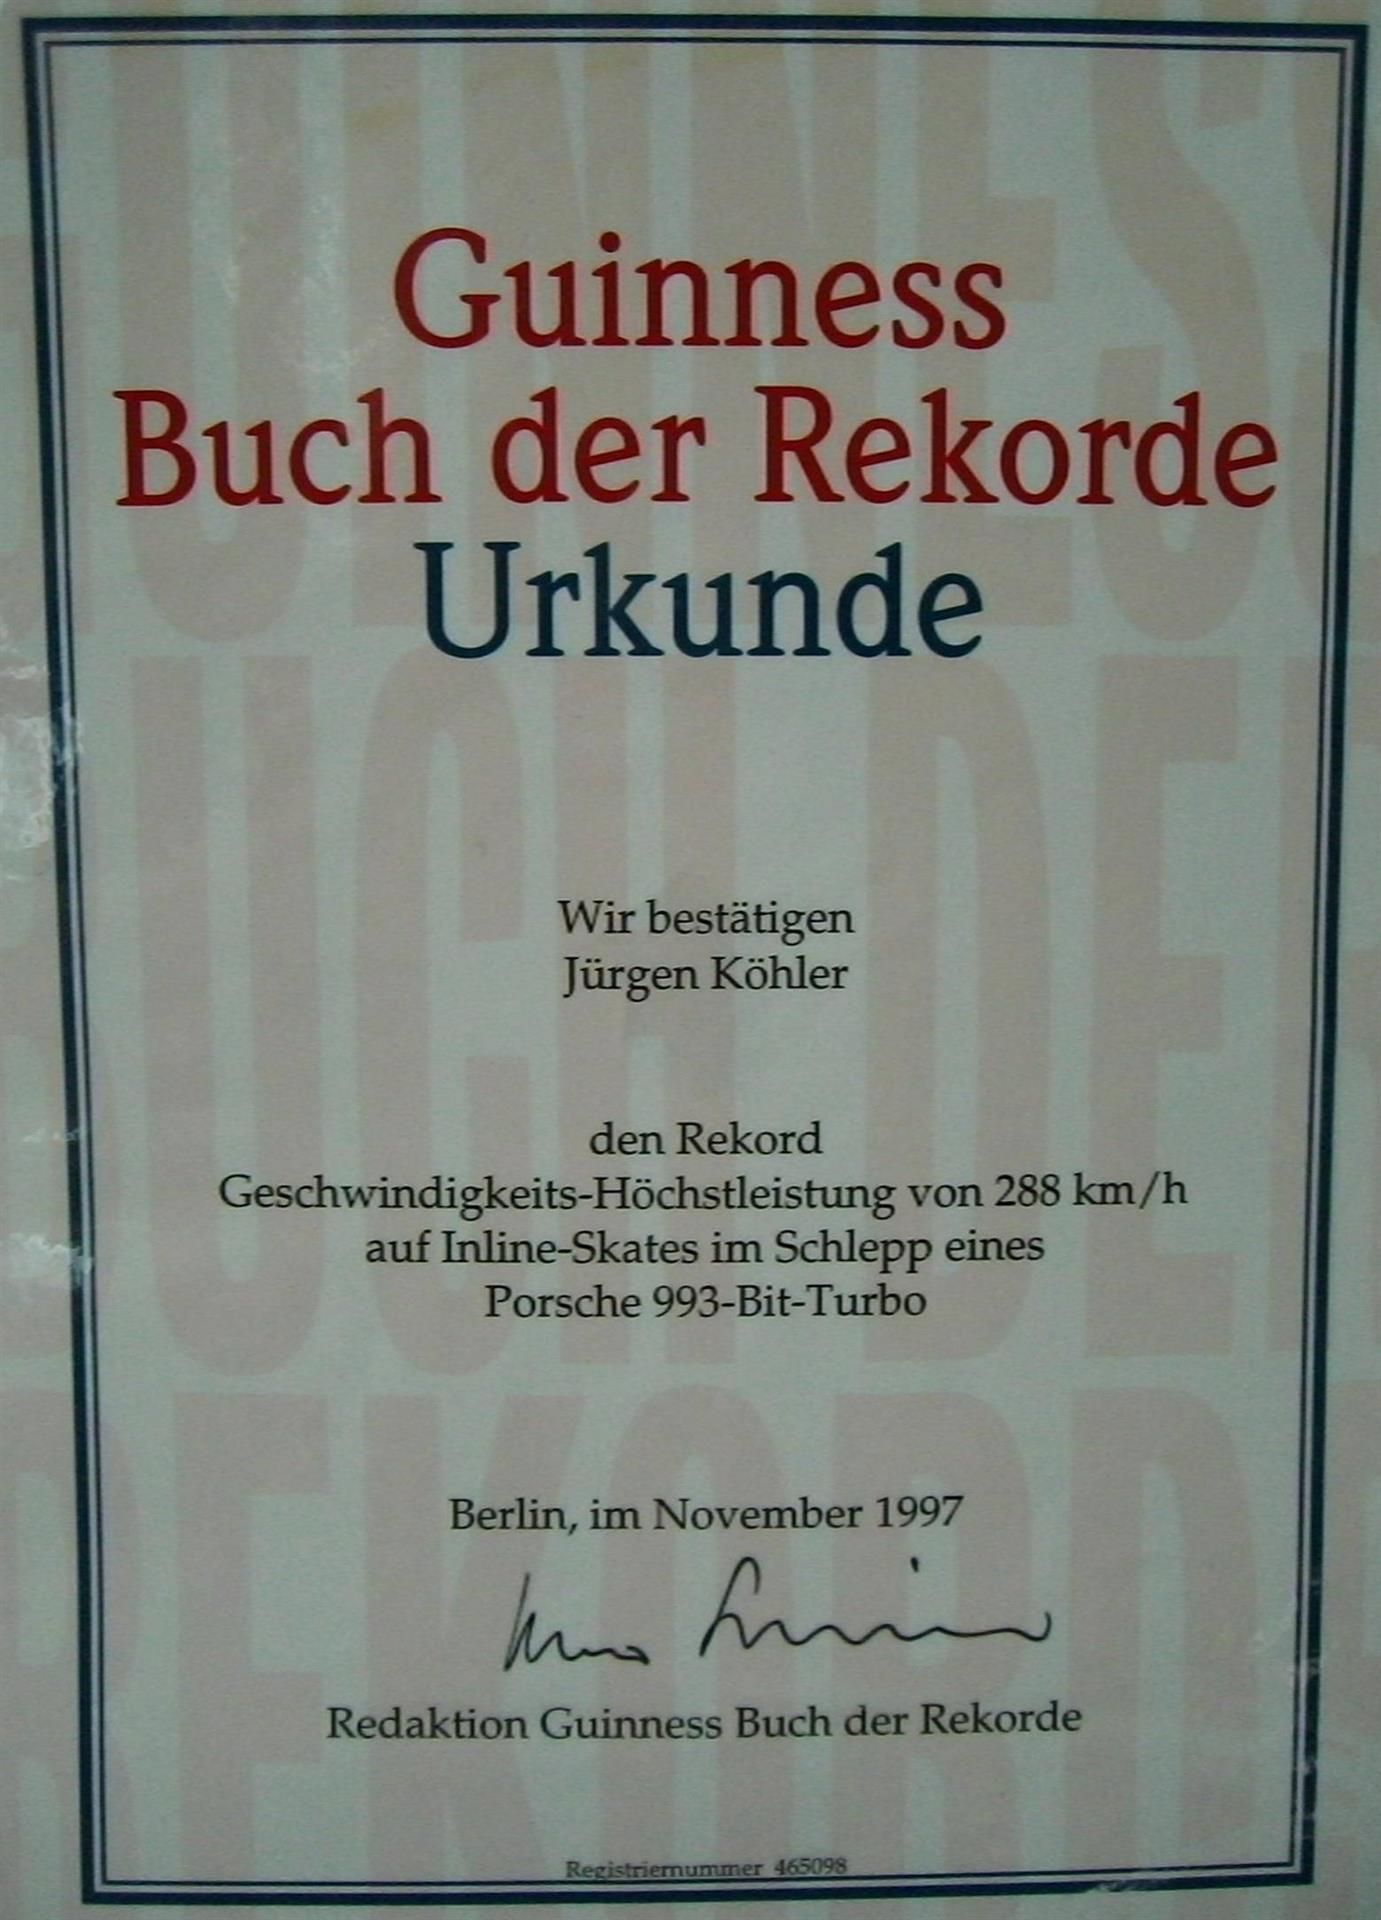 Guinness
Buch der Rekorde
Urkunde
Wir bestätigen
Jürgen Köhler
den Rekord
Geschwindigkeits-Höchstleistung von 288 km/h
auf Inline-Skates im Schlepp eines
Porsche 993-Bit-Turbo
Berlin, im November 1997
Redaktion Guinness Buch der Rekorde
Registriernummer 465098